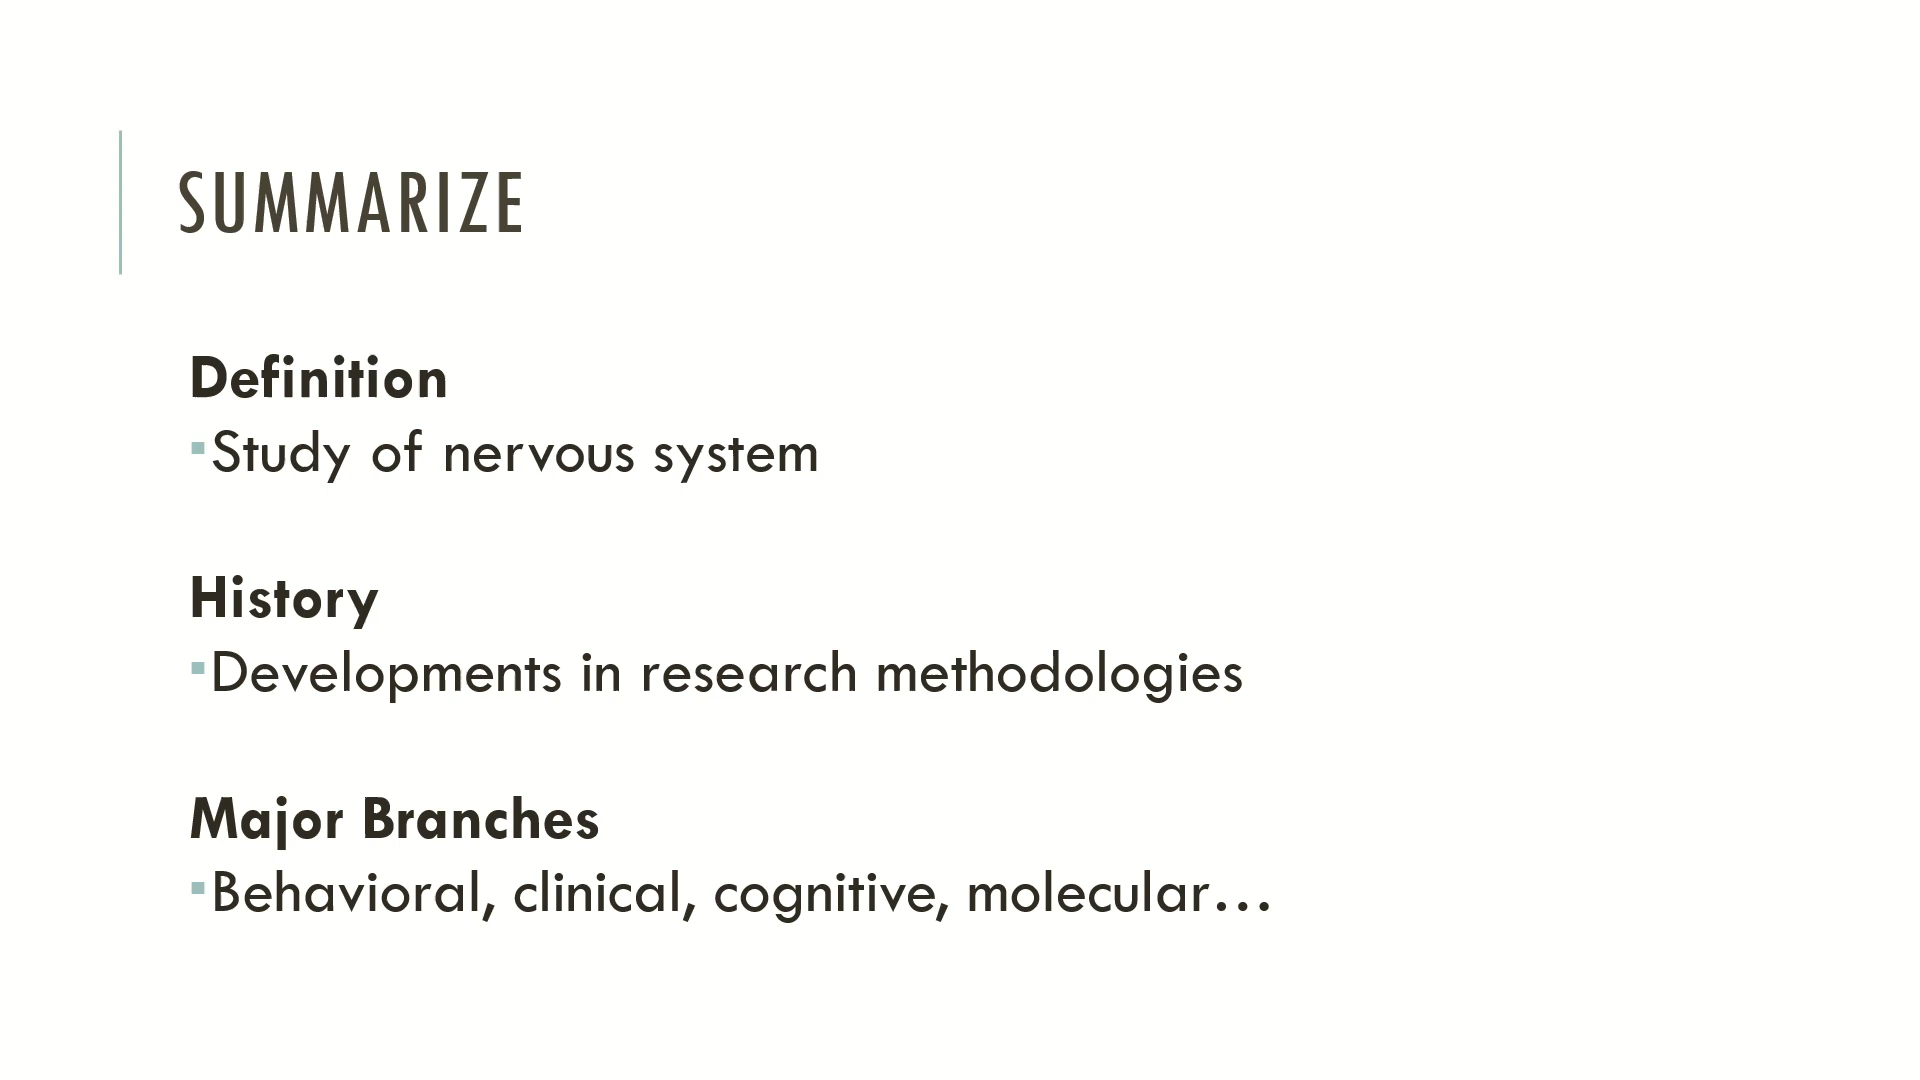 SUMMARIZE
Definition
▪Study of nervous system
History
▪Developments in research methodologies
Major Branches
▪Behavioral, clinical, cognitive, molecular…